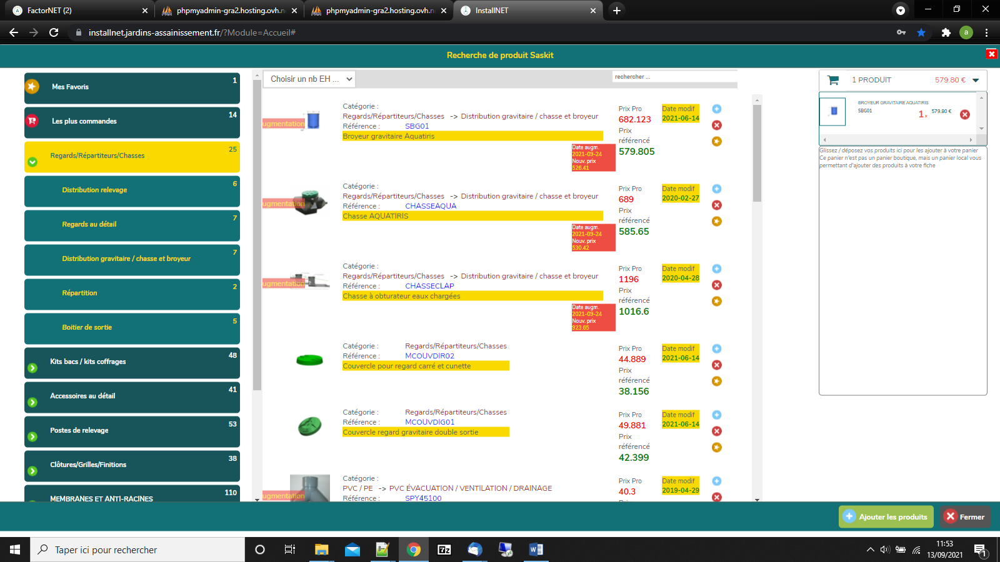 FactorNET (2)
phpmyadmin-gra2.hosting.ovh.n
phpmyadmin-gra2.hosting.ovh.n
InstallNET
installnet.jardins-assainissement.fr/?Module=Accueil#
a
Recherche de produit Saskit
Mes Favoris
1
Les plus commandes
14
Regards/Répartiteurs/Chasses
25
Distribution relevage
6
Regards au détail
7
Distribution gravitaire / chasse et broyeur
7
Répartition
2
Boitier de sortie
5
Kits bacs / kits coffrages
48
Accessoires au détail
41
Postes de relevage
53
Clôtures/Grilles/Finitions
38
MEMBRANES ET ANTI-RACINES
110
Choisir un nb EH ...
rechercher ...
ugmentation
Catégorie :
Regards/Répartiteurs/Chasses -> Distribution gravitaire / chasse et broyeur
Référence : SBG01
Broyeur gravitaire Aquatiris
Date augm.
2021-09-24
Nouv. prix
526.41
Prix Pro
682.123
Prix
référencé
579.805
Date modif
2021-06-14
ugmentation
Catégorie :
Regards/Répartiteurs/Chasses -> Distribution gravitaire / chasse et broyeur
Référence : CHASSEAQUA
Chasse AQUATIRIS
Date augm.
2021-09-24
Nouv. prix
530.42
Prix Pro
689
Prix
référencé
585.65
Date modif
2020-02-27
ugmentation
Catégorie :
Regards/Répartiteurs/Chasses -> Distribution gravitaire / chasse et broyeur
Référence : CHASSECLAP
Chasse à obturateur eaux chargées
Date augm.
2021-09-24
Nouv. prix
923.65
Prix Pro
1196
Prix
référencé
1016.6
Date modif
2020-04-28
Catégorie : Regards/Répartiteurs/Chasses
Référence : MCOUVDIR02
Couvercle pour regard carré et cunette
Prix Pro
44.889
Prix
référencé
38.156
Date modif
2021-06-14
Catégorie : Regards/Répartiteurs/Chasses
Référence : MCOUVDIG01
Couvercle regard gravitaire double sortie
Prix Pro
49.881
Prix
référencé
42.399
Date modif
2021-06-14
ugmentation
Catégorie :
PVC / PE -> PVC ÉVACUATION / VENTILATION / DRAINAGE
Référence : SPY45100
Prix Pro
40.3
Date modif
2019-04-29
1 PRODUIT 579.80 €
BROYEUR GRAVITAIRE AQUATIRIS
SBG01
1 x 579.80 €
Glissez / déposez vos produits ici pour les ajouter à votre panier
Ce panier n'est pas un panier boutique, mais un panier local vous
permettant d'ajouter des produits à votre fiche
Ajouter les produits
Fermer
Taper ici pour rechercher
11:53
13/09/2021
1